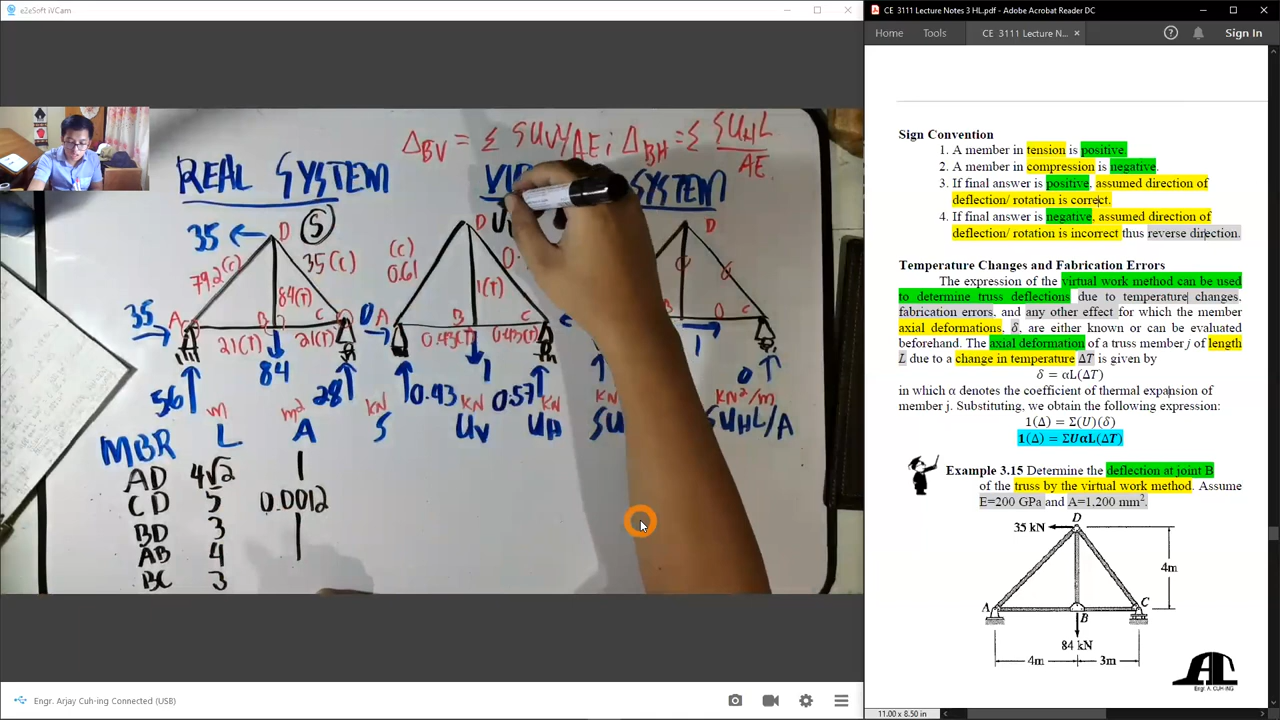 e2eSoft iVCam
ΔBV = Σ SUVL/AE ; ΔBH = Σ SUHL
AE
REAL SYSTEM
SYSTEM
35
D
S
79.2(C)
35(C)
84(T)
35
A
B
C
21(T)
21(T)
84
56
28
D
(C)
0.61
1(T)
0
A
B
C
0.43(T)
0.43(T)
1
0.43
0.57
D
0
0
B
0
C
1
0
m
m²
kN
kN
kN
kN²/m
MBR
L
A
S
UV
UH
SUHL/A
AD
4√2
CD
5
0.0012
BD
3
AB
4
BC
3
Engr. Arjay Cuh-ing Connected (USB)
CE 3111 Lecture Notes 3 HL.pdf - Adobe Acrobat Reader DC
Home
Tools
CE 3111 Lecture N...
×
Sign In
Sign Convention
1. A member in tension is positive.
2. A member in compression is negative.
3. If final answer is positive, assumed direction of
deflection/ rotation is correct.
4. If final answer is negative, assumed direction of
deflection/ rotation is incorrect thus reverse direction.
Temperature Changes and Fabrication Errors
The expression of the virtual work method can be used
to determine truss deflections due to temperature changes,
fabrication errors, and any other effect for which the member
axial deformations, δ, are either known or can be evaluated
beforehand. The axial deformation of a truss member j of length
L due to a change in temperature ΔT is given by
δ = αL(ΔT)
in which α denotes the coefficient of thermal expansion of
member j. Substituting, we obtain the following expression:
1(Δ) = Σ(U)(δ)
1(Δ) = ΣUαL(ΔT)
Example 3.15 Determine the deflection at joint B
of the truss by the virtual work method. Assume
E=200 GPa and A=1,200 mm².
D
35 kN
4m
A
B
C
84 kN
4m
3m
Engr. A. CUH-ING
11.00 x 8.50 in